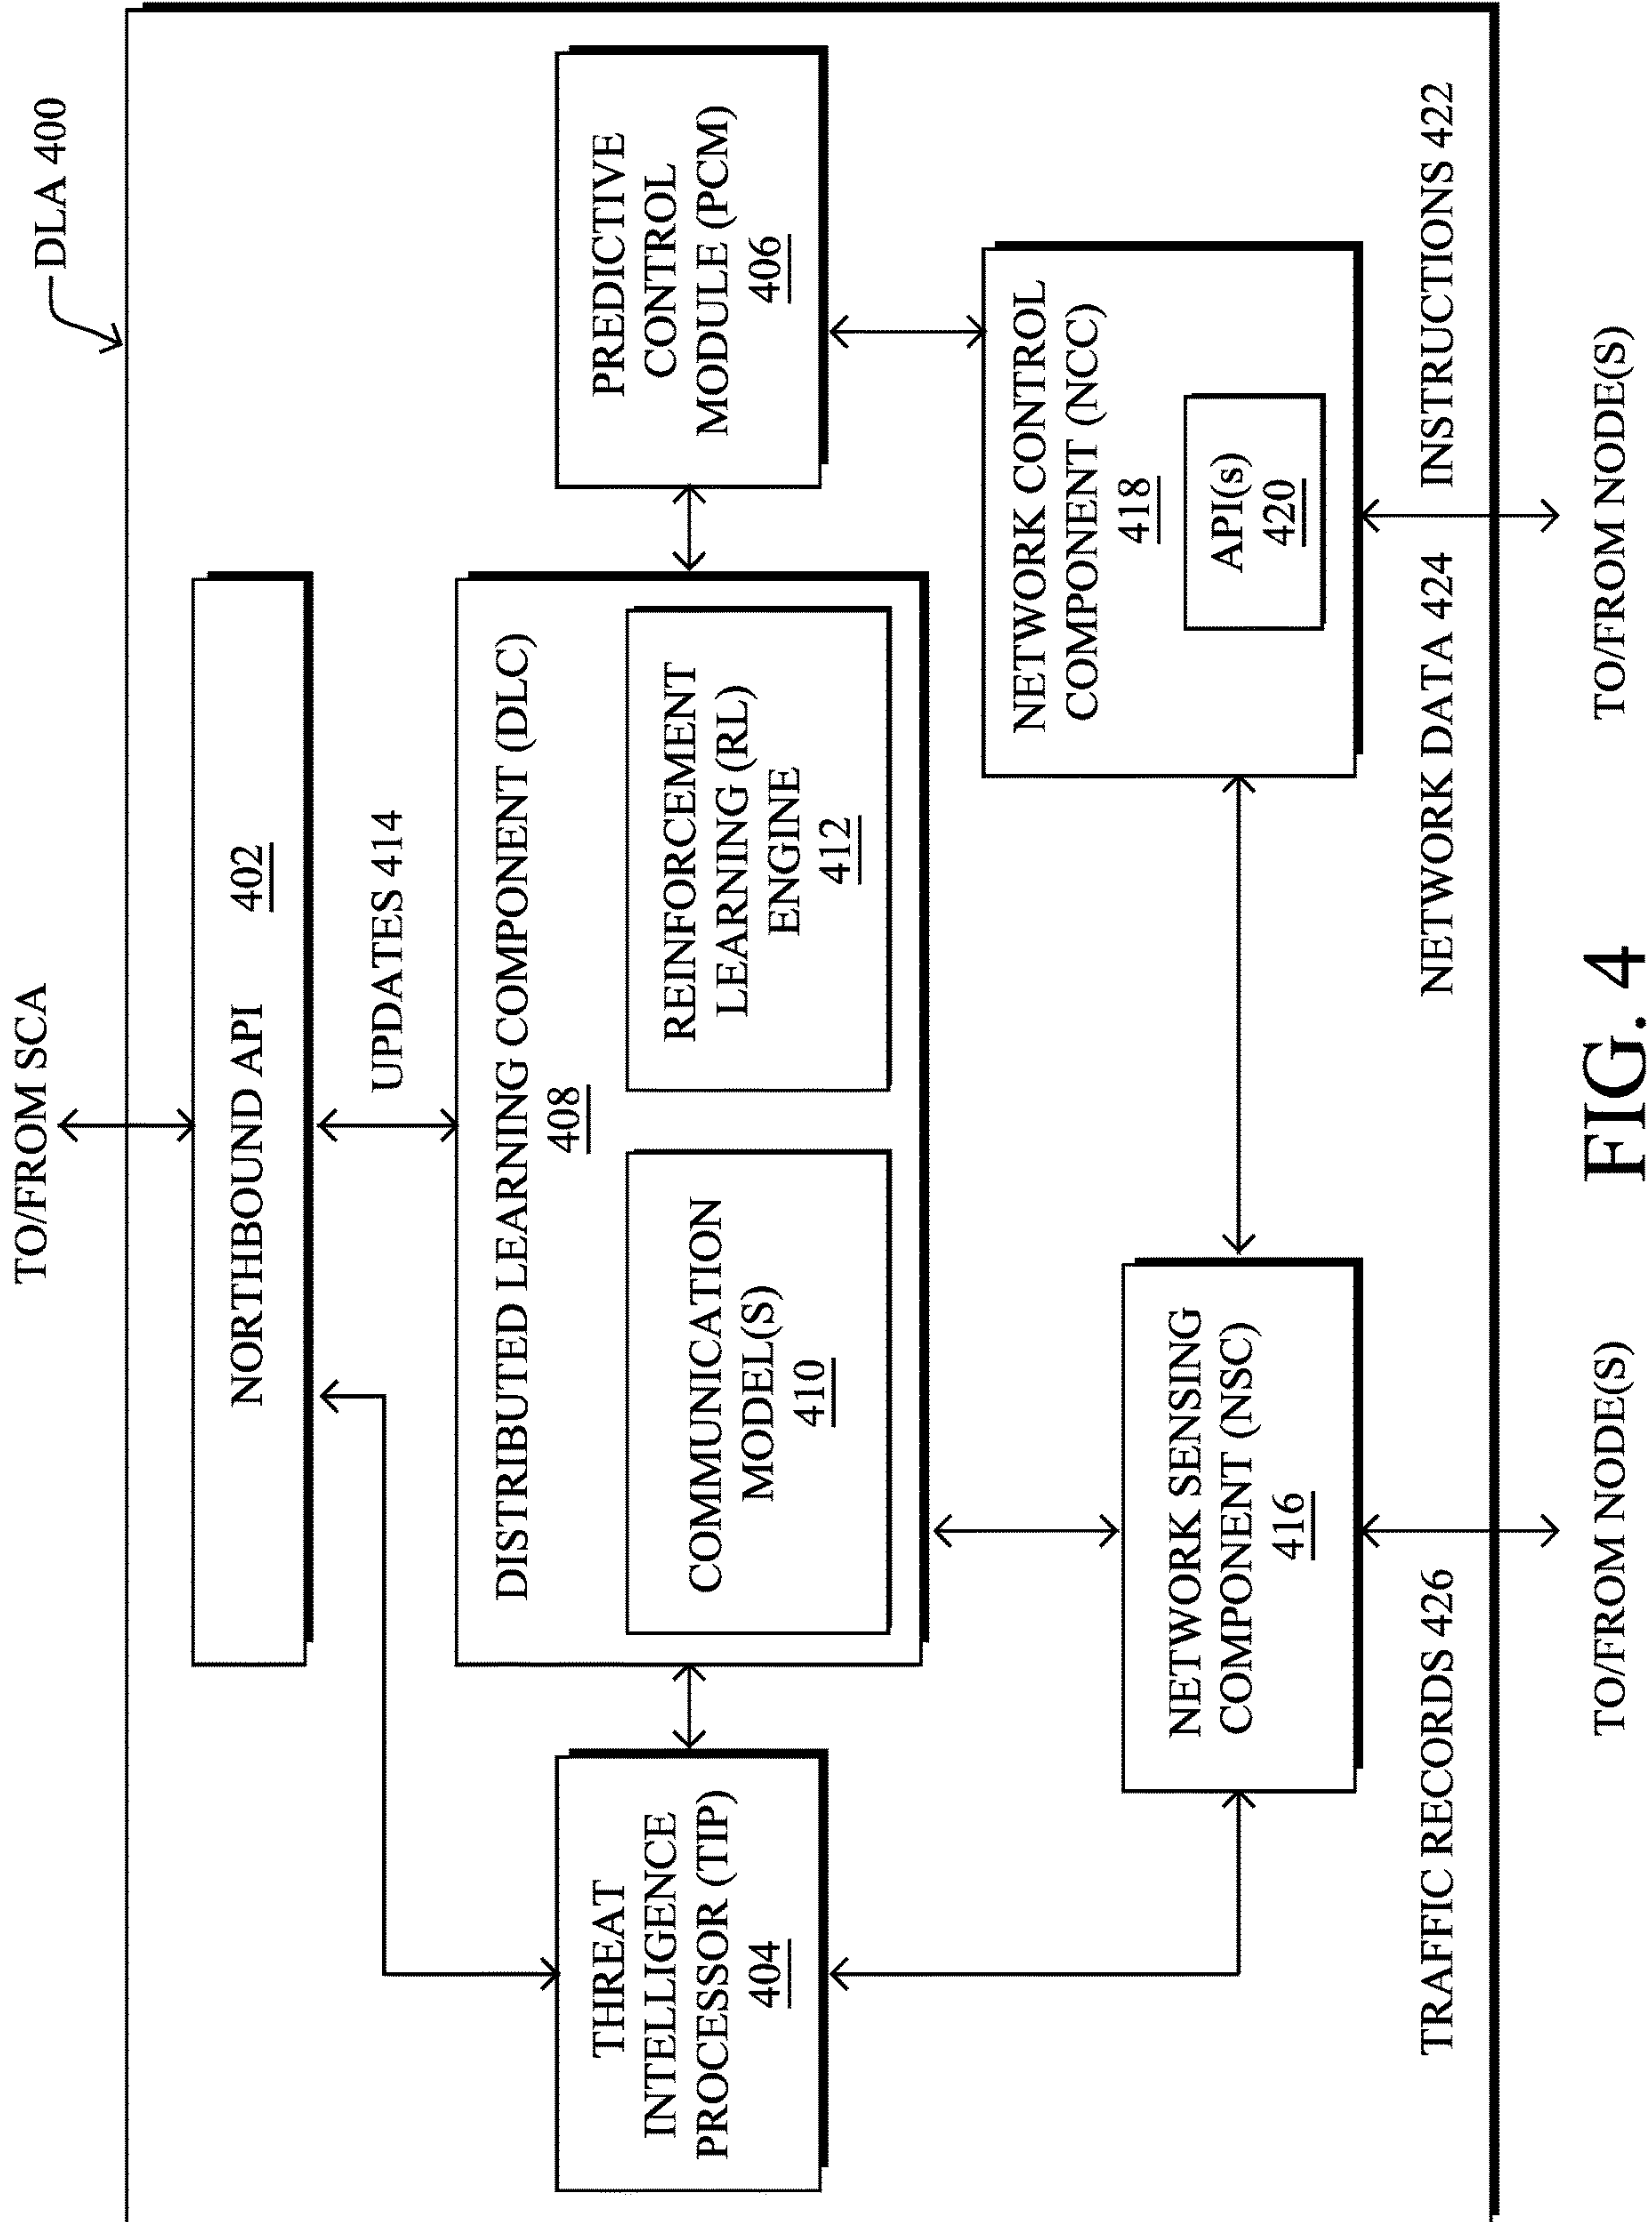 DLA 400
TO/FROM SCA
NORTHBOUND API 402
UPDATES 414
THREAT
INTELLIGENCE
PROCESSOR (TIP)
404
DISTRIBUTED LEARNING COMPONENT (DLC)
408
COMMUNICATION
MODEL(S)
410
REINFORCEMENT
LEARNING (RL)
ENGINE
412
PREDICTIVE
CONTROL
MODULE (PCM)
406
NETWORK SENSING
COMPONENT (NSC)
416
NETWORK CONTROL
COMPONENT (NCC)
418
API(s)
420
TRAFFIC RECORDS 426
NETWORK DATA 424
INSTRUCTIONS 422
TO/FROM NODE(S)
TO/FROM NODE(S)
FIG. 4